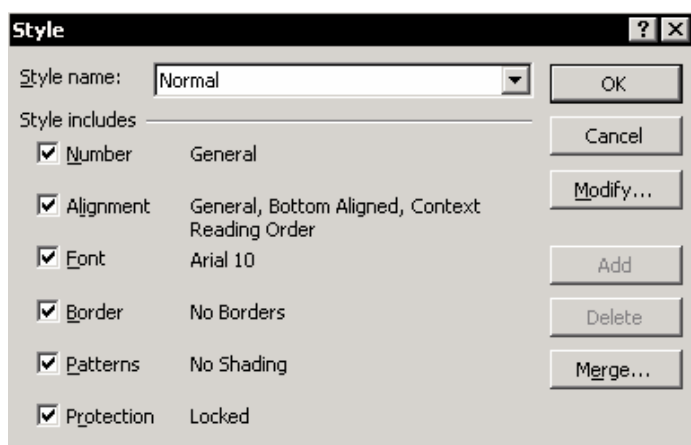 Style
Style name: Normal OK
Style includes Cancel
Number General
Modify...
Alignment General, Bottom Aligned, Context
Reading Order
Font Arial 10 Add
Border No Borders Delete
Patterns No Shading Merge...
Protection Locked